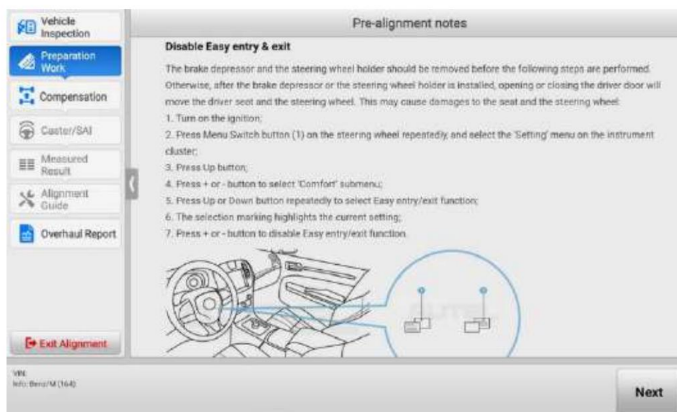 Vehicle
Inspection
Pre-alignment notes
Preparation
Work
Compensation
Caster/SAI
Measured
Result
Alignment
Guide
Overhaul Report
Exit Alignment
Disable Easy entry & exit
The brake depressor and the steering wheel holder should be removed before the following steps are performed.
Otherwise, after the brake depressor or the steering wheel holder is installed, opening or closing the driver door will
move the driver seat and the steering wheel. This may cause damages to the seat and the steering wheel:
1. Turn on the ignition;
2. Press Menu Switch button (1) on the steering wheel repeatedly, and select the 'Setting' menu on the instrument
cluster;
3. Press Up button;
4. Press + or - button to select 'Comfort' submenu;
5. Press Up or Down button repeatedly to select Easy entry/exit function;
6. The selection marking highlights the current setting;
7. Press + or - button to disable Easy entry/exit function.
AUTEL
VIN:
Info: Benz/M (164)
Next